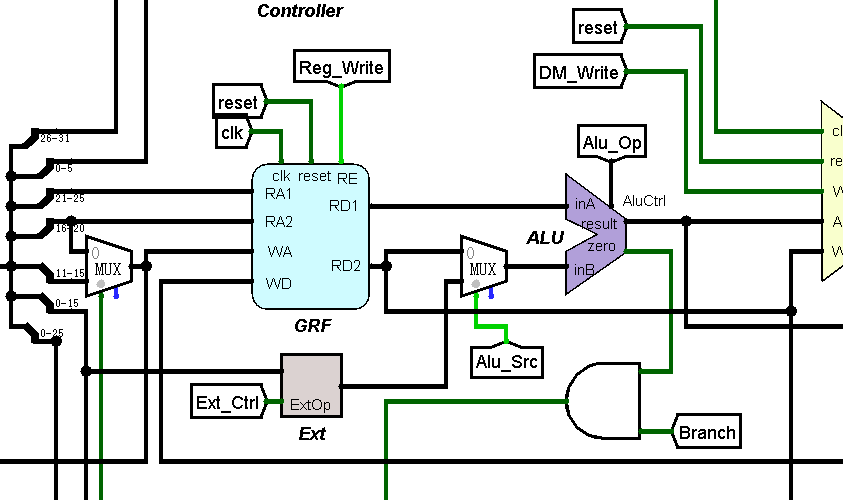 Controller
reset
Reg_Write
DM_Write
reset
clk
26-31
Alu_Op
0-5
clk reset RE
21-25
RA1
RD1
inA
AluCtrl
16-20
RA2
result
ALU
zero
0
MUX
WA
RD2
0
MUX
inB
11-15
WD
0-15
GRF
0-25
Alu_Src
Ext_Ctrl
ExtOp
Ext
Branch
cl
re
W
A
W